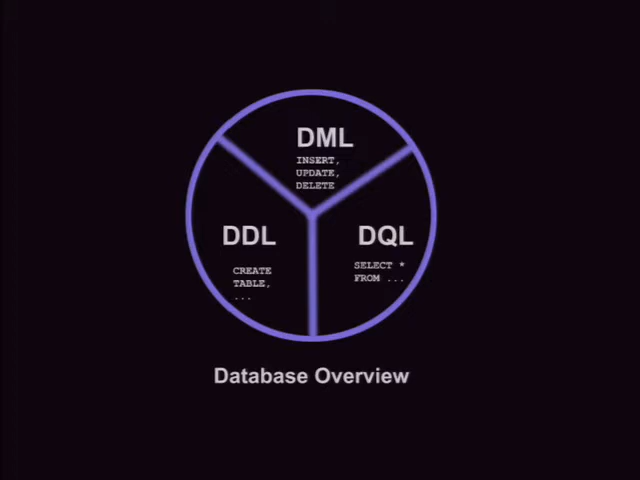 DML
INSERT,
UPDATE,
DELETE
DDL
CREATE
TABLE,
...
DQL
SELECT *
FROM ...
Database Overview